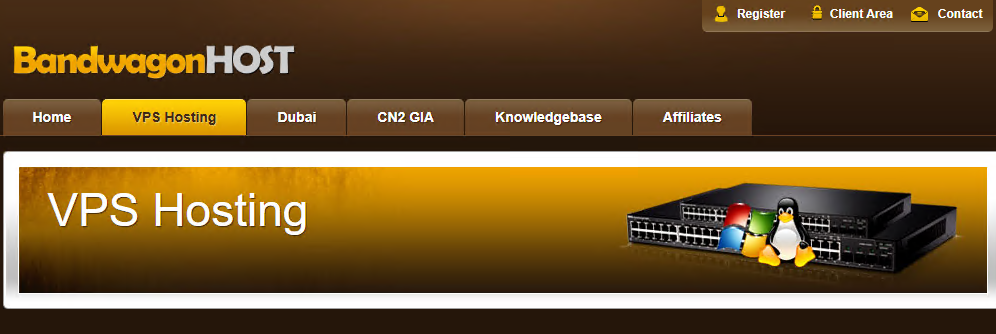 Register Client Area Contact
BandwagonHOST
Home VPS Hosting Dubai CN2 GIA Knowledgebase Affiliates
VPS Hosting